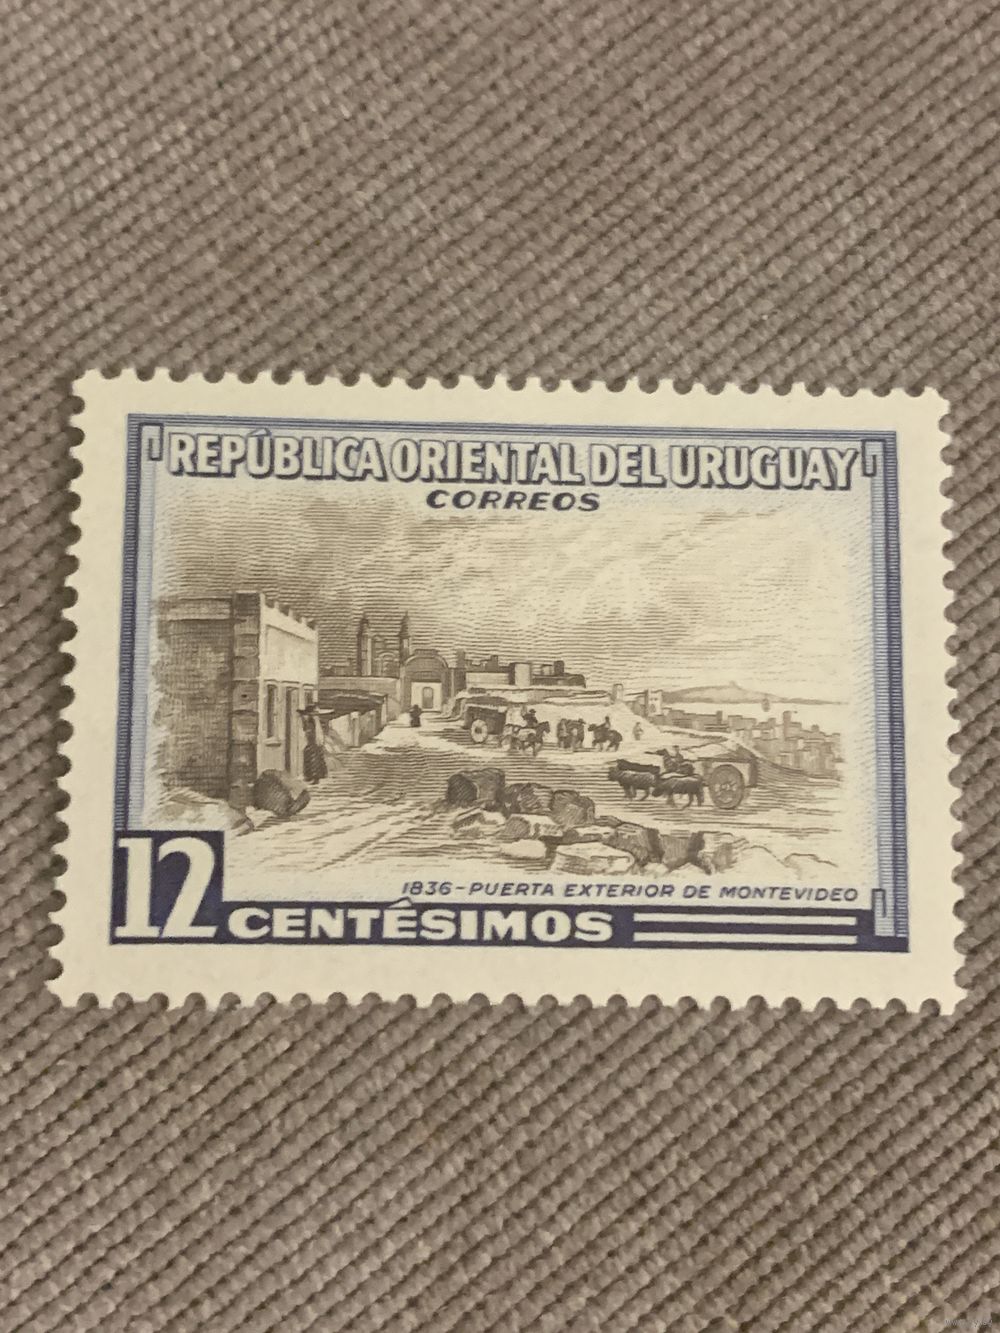 REPÚBLICA ORIENTAL DEL URUGUAY
CORREOS
1836-PUERTA EXTERIOR DE MONTEVIDEO
12 CENTÉSIMOS